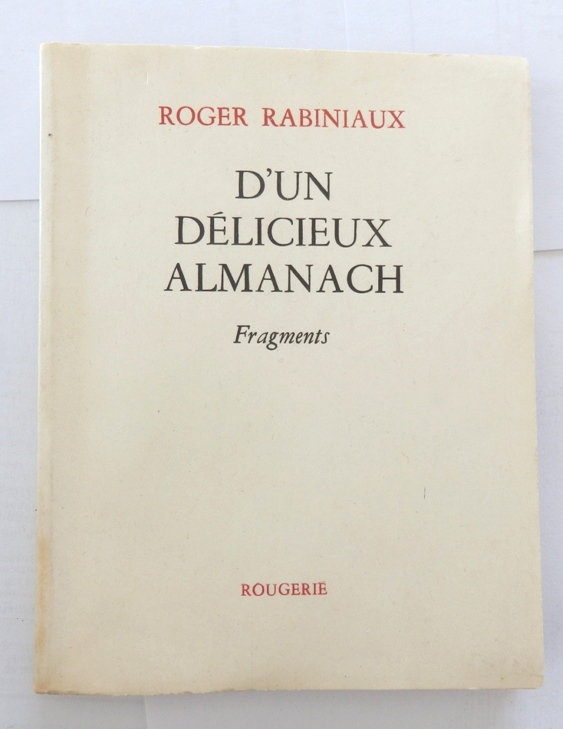 ROGER RABINIAUX
D'UN
DÉLICIEUX
ALMANACH
Fragments
ROUGERIE